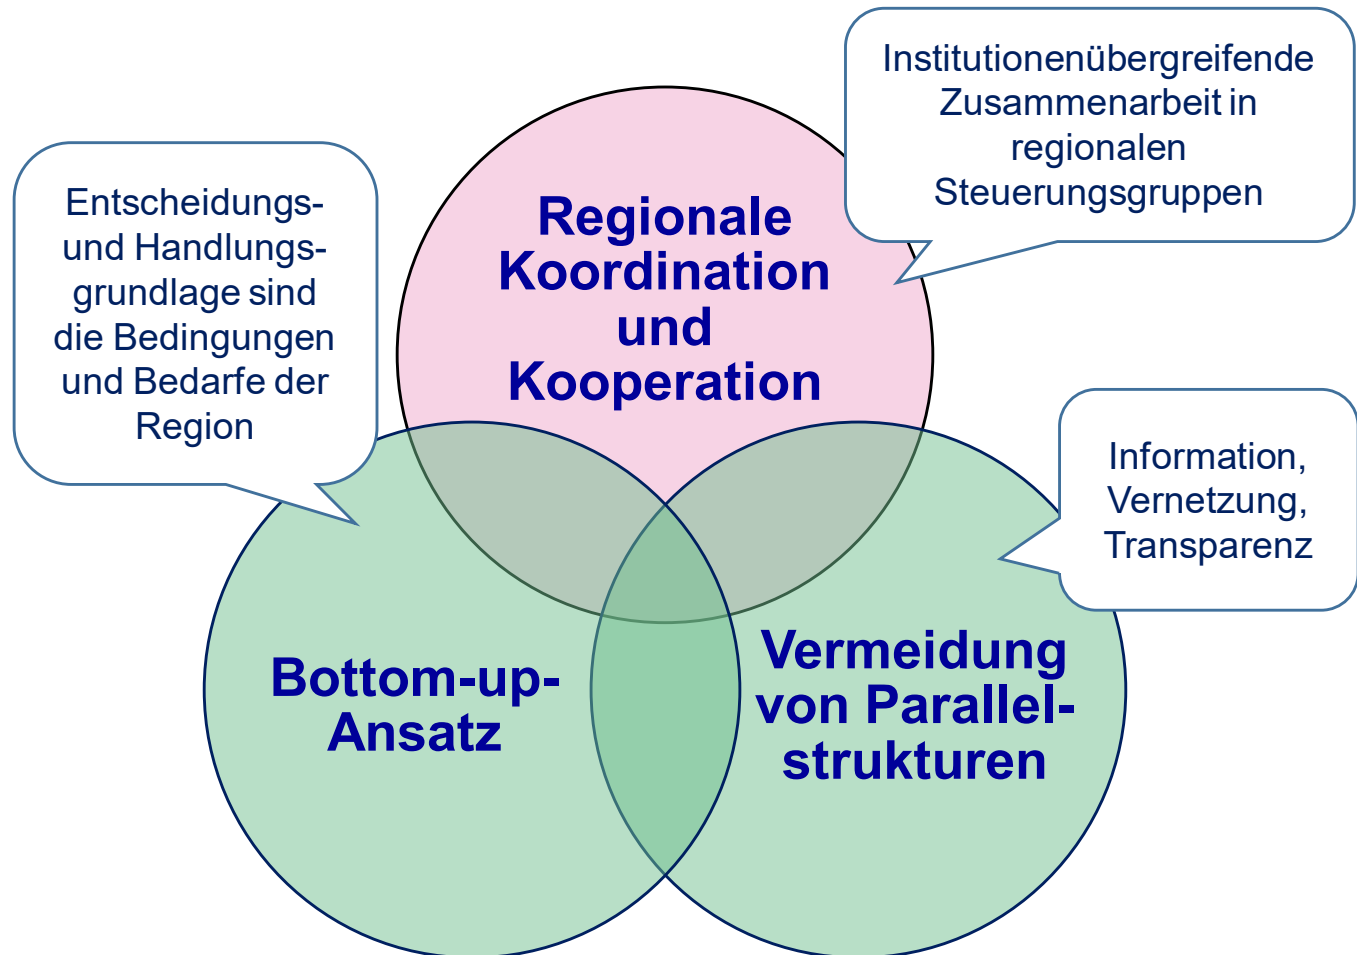 Institutionenübergreifende
Zusammenarbeit in
regionalen
Steuerungsgruppen
Entscheidungs-
und Handlungs-
grundlage sind
die Bedingungen
und Bedarfe der
Region
Regionale
Koordination
und
Kooperation
Information,
Vernetzung,
Transparenz
Bottom-up-
Ansatz
Vermeidung
von Parallel-
strukturen